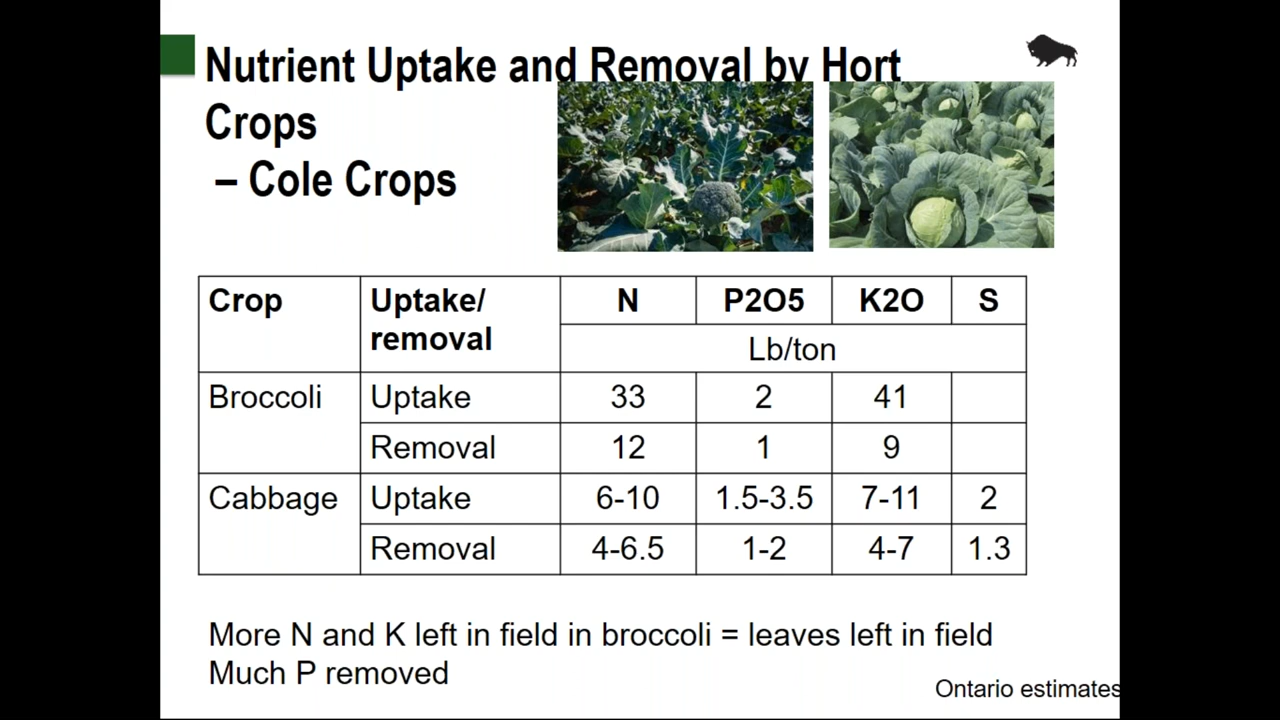 Nutrient Uptake and Removal by Hort
Crops
– Cole Crops
Crop Uptake/ removal N P2O5 K2O S
Lb/ton
Broccoli Uptake 33 2 41
Removal 12 1 9
Cabbage Uptake 6-10 1.5-3.5 7-11 2
Removal 4-6.5 1-2 4-7 1.3
More N and K left in field in broccoli = leaves left in field
Much P removed
Ontario estimates